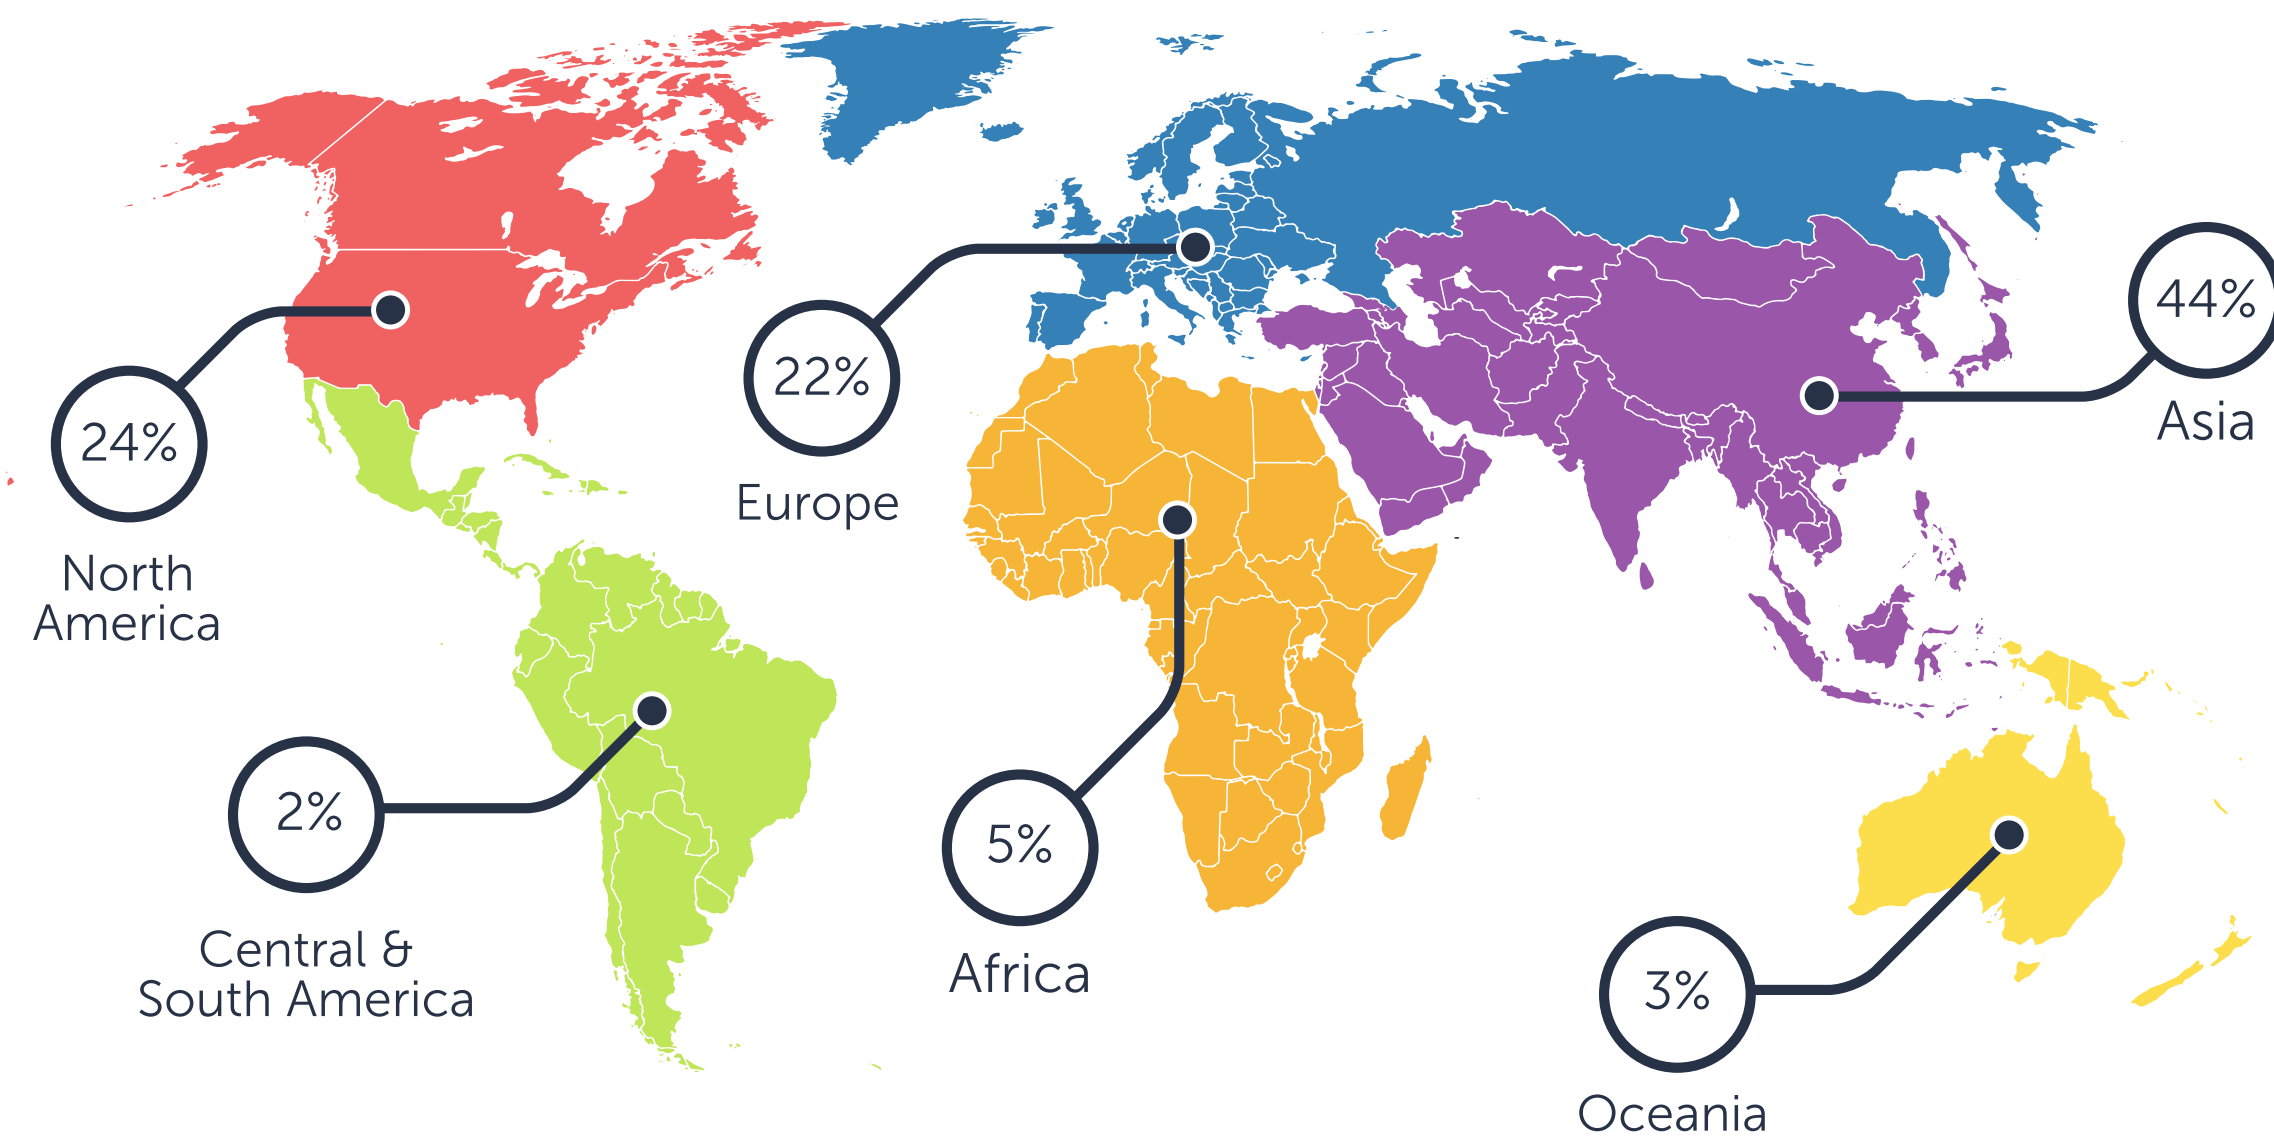 24%
North
America
22%
Europe
44%
Asia
2%
Central &
South America
5%
Africa
3%
Oceania